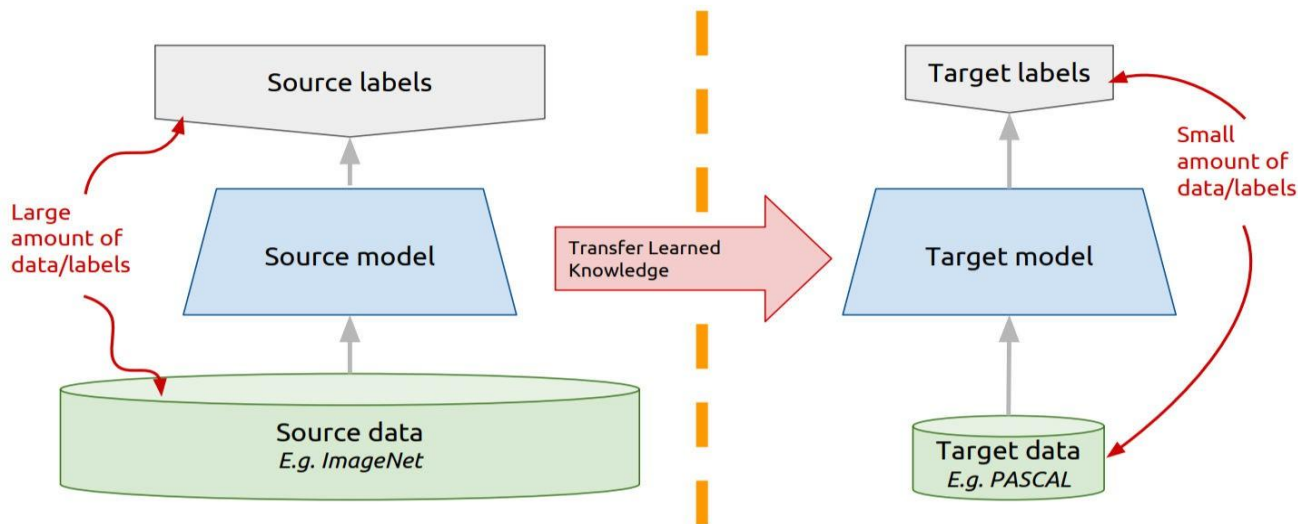 Source labels
Large
amount of
data/labels
Source model
Source data
E.g. ImageNet
Transfer Learned
Knowledge
Target labels
Small
amount of
data/labels
Target model
Target data
E.g. PASCAL